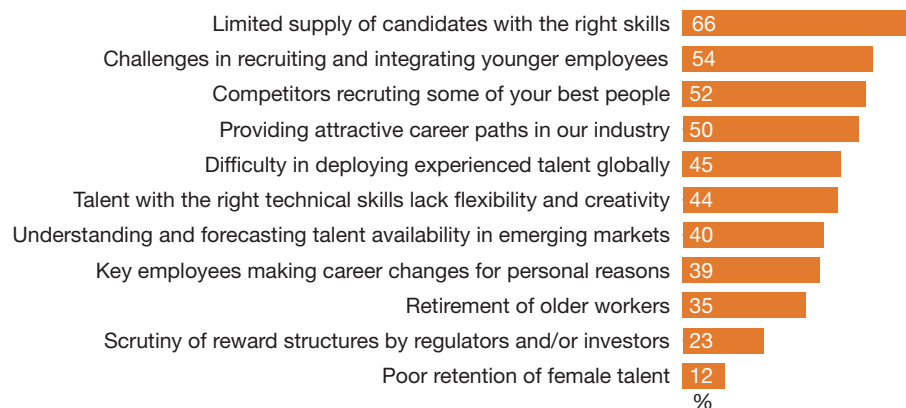 Limited supply of candidates with the right skills 66
Challenges in recruiting and integrating younger employees 54
Competitors recruting some of your best people 52
Providing attractive career paths in our industry 50
Difficulty in deploying experienced talent globally 45
Talent with the right technical skills lack flexibility and creativity 44
Understanding and forecasting talent availability in emerging markets 40
Key employees making career changes for personal reasons 39
Retirement of older workers 35
Scrutiny of reward structures by regulators and/or investors 23
Poor retention of female talent 12
%